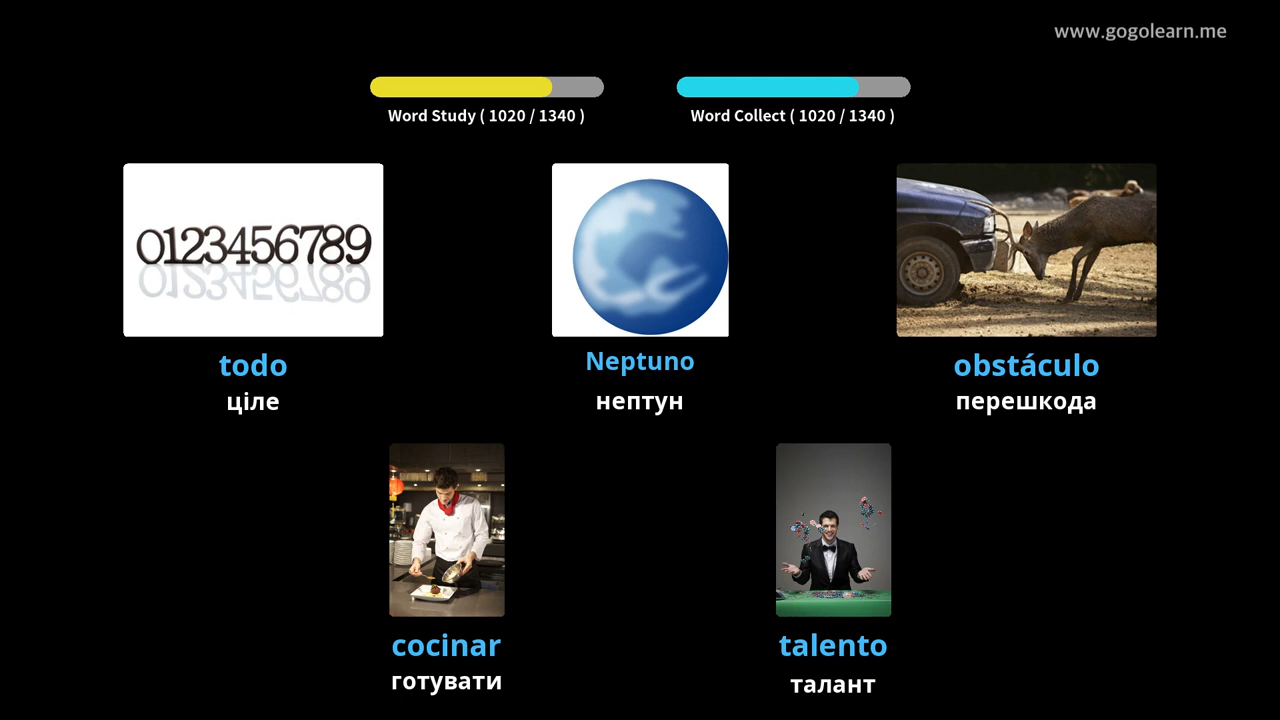 www.gogolearn.me
Word Study ( 1020 / 1340 )
Word Collect ( 1020 / 1340 )
0123456789
todo
ціле
Neptuno
нептун
obstáculo
перешкода
cocinar
готувати
talento
талант